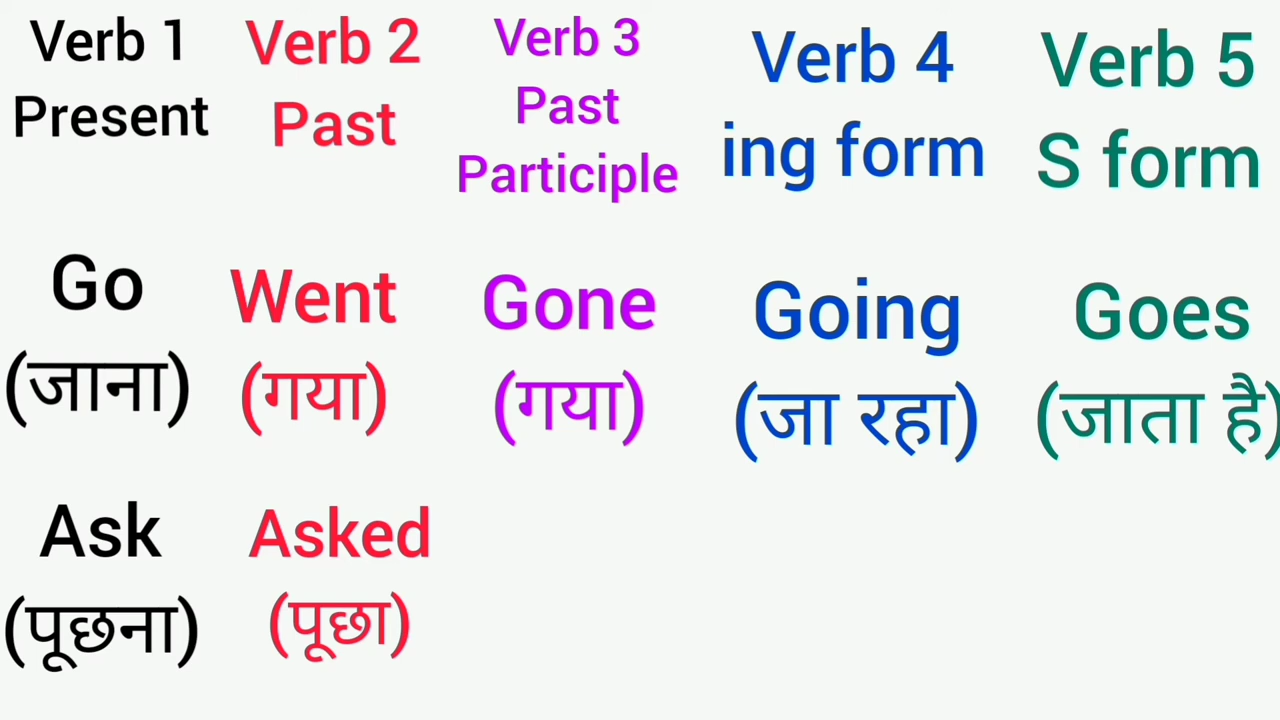 Verb 1 Verb 2 Verb 3 Verb 4 Verb 5
Present Past Past ing form S form
Participle
Go Went Gone Going Goes
(जाना) (गया) (गया) (जा रहा) (जाता है)
Ask Asked
(पूछना) (पूछा)